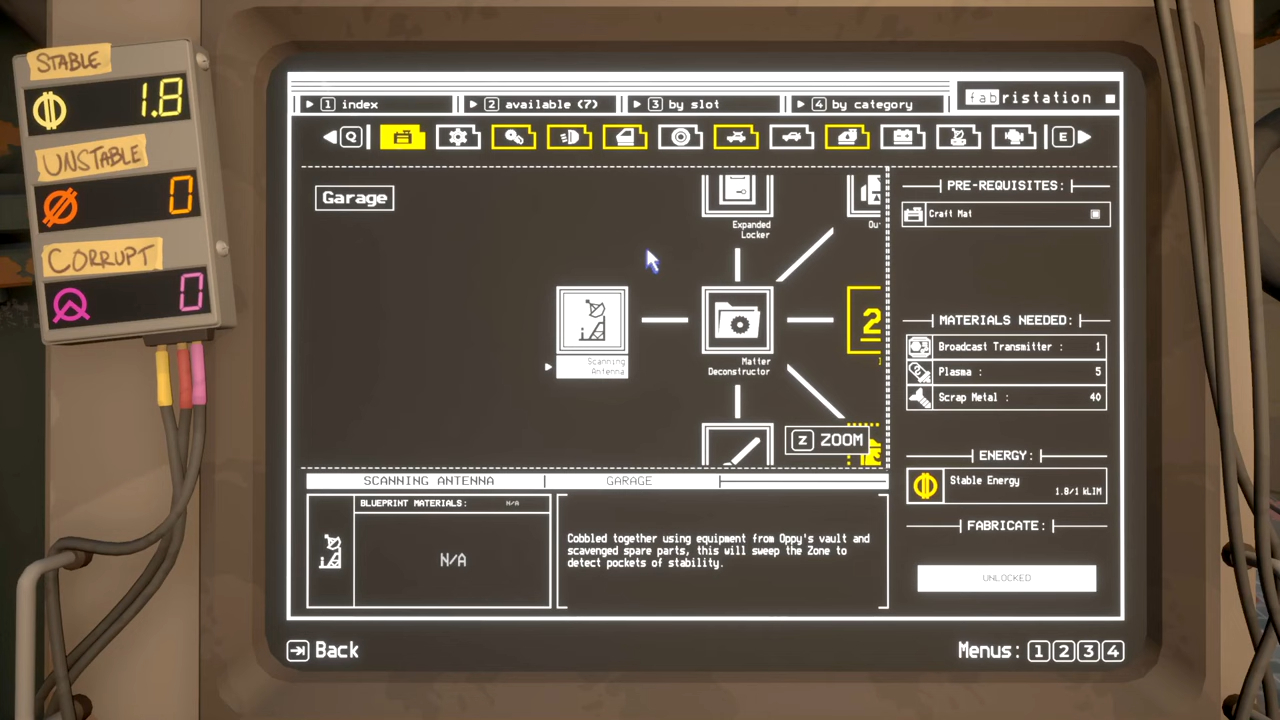 STABLE
1.8
UNSTABLE
0
CORRUPT
0
1 index
2 available (7)
3 by slot
4 by category
fabristation
Q
E
Garage
Expanded
Locker
Ou
Scanning
Antenna
Matter
Deconstructor
2
Z ZOOM
PRE-REQUISITES:
Craft Mat
MATERIALS NEEDED:
Broadcast Transmitter : 1
Plasma : 5
Scrap Metal : 40
ENERGY:
Stable Energy
1.8/1 kLIM
FABRICATE:
UNLOCKED
SCANNING ANTENNA
GARAGE
BLUEPRINT MATERIALS: N/A
N/A
Cobbled together using equipment from Oppy's vault and
scavenged spare parts, this will sweep the Zone to
detect pockets of stability.
Back
Menus: 1 2 3 4